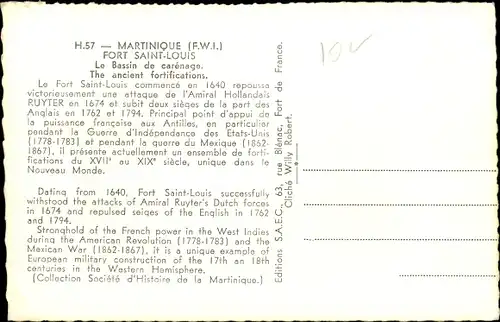 H.57 — MARTINIQUE (F.W.I.)
FORT SAINT-LOUIS
Le Bassin de carénage.
The ancient fortifications.
Le Fort Saint-Louis commencé en 1640 repoussa
victorieusement une attaque de l'Amiral Hollandais
RUYTER en 1674 et subit deux sièges de la part des
Anglais en 1762 et 1794. Principal point d'appui de
la puissance française aux Antilles, en particulier
pendant la Guerre d'Indépendance des Etats-Unis
(1778-1783) et pendant la guerre du Mexique (1862-
1867), il présente actuellement un ensemble de forti-
fications du XVIIe au XIXe siècle, unique dans le
Nouveau Monde.
Dating from 1640, Fort Saint-Louis successfully
withstood the attacks of Amiral Ruyter's Dutch forces
in 1674 and repulsed seiges of the English in 1762
and 1794.
Stronghold of the French power in the West Indies
during the American Revolution (1778-1783) and the
Mexican War (1862-1867), it is a unique example of
European military construction of the 17th an 18th
centuries in the Western Hemisphere.
(Collection Société d'Histoire de la Martinique.)
Editions S.A.E.C., 63, rue Blénac, Fort de France.
Cliché Willy Robert.